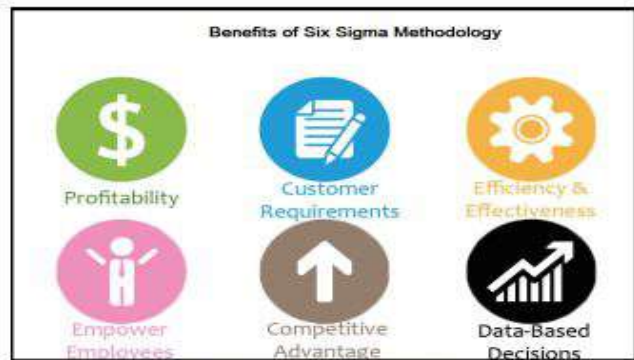 Benefits of Six Sigma Methodology
$
Profitability
Customer
Requirements
Efficiency &
Effectiveness
Empower
Employees
Competitive
Advantage
Data-Based
Decisions